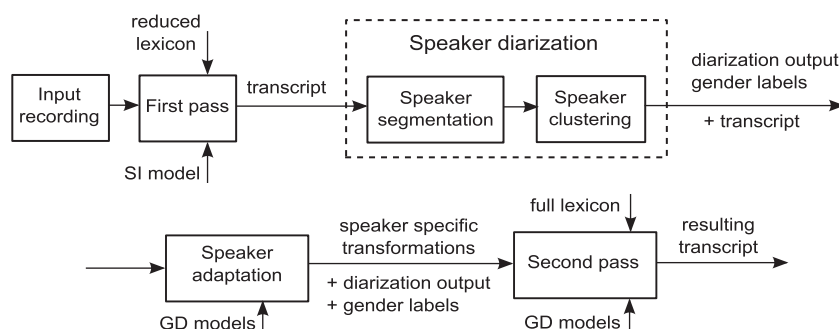 reduced
lexicon
Speaker diarization
Input
recording
First pass
transcript
Speaker
segmentation
Speaker
clustering
diarization output
gender labels
+ transcript
SI model
Speaker
adaptation
speaker specific
transformations
+ diarization output
+ gender labels
full lexicon
Second pass
resulting
transcript
GD models
GD models